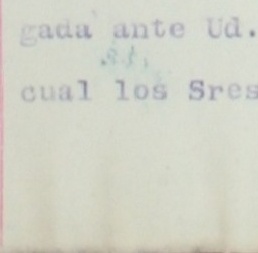 gada ante Ud.
cual los Sres